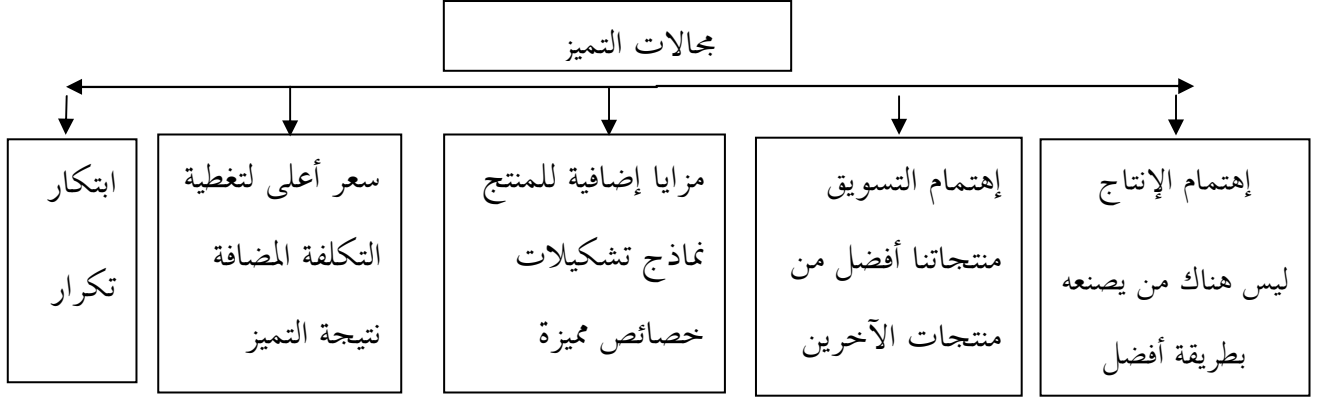 مجالات التميز
إهتمام الإنتاج
ليس هناك من يصنعه
بطريقة أفضل
إهتمام التسويق
منتجاتنا أفضل من
منتجات الآخرين
مزايا إضافية للمنتج
نماذج تشكيلات
خصائص مميزة
سعر أعلى لتغطية
التكلفة المضافة
نتيجة التميز
ابتكار
تكرار